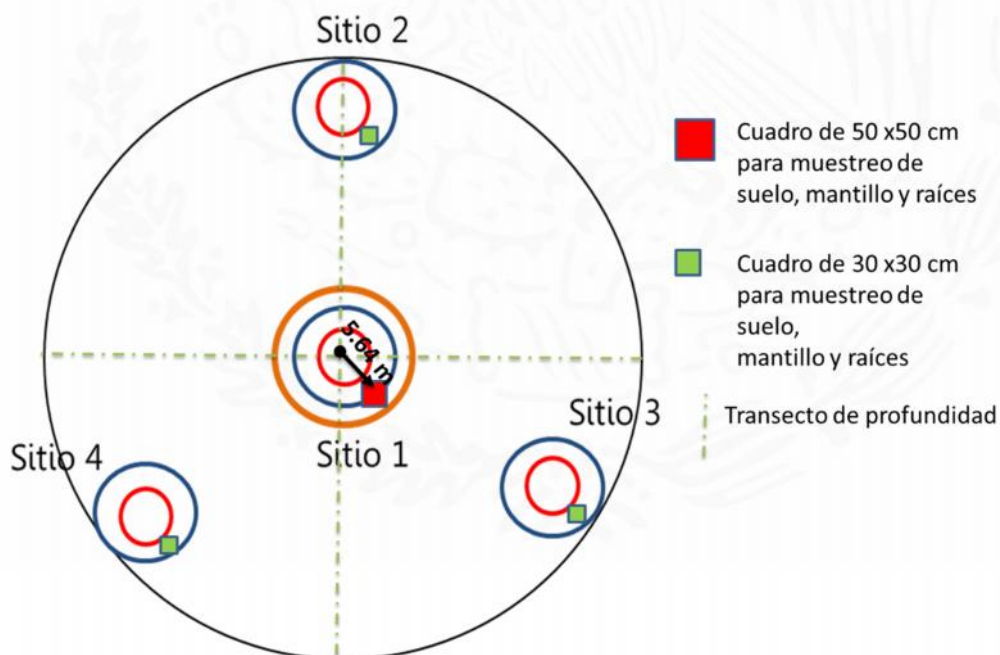 Sitio 2
Cuadro de 50 x50 cm
para muestreo de
suelo, mantillo y raíces
Cuadro de 30 x30 cm
para muestreo de
suelo,
mantillo y raíces
5.64 m
Sitio 3
Transecto de profundidad
Sitio 4
Sitio 1